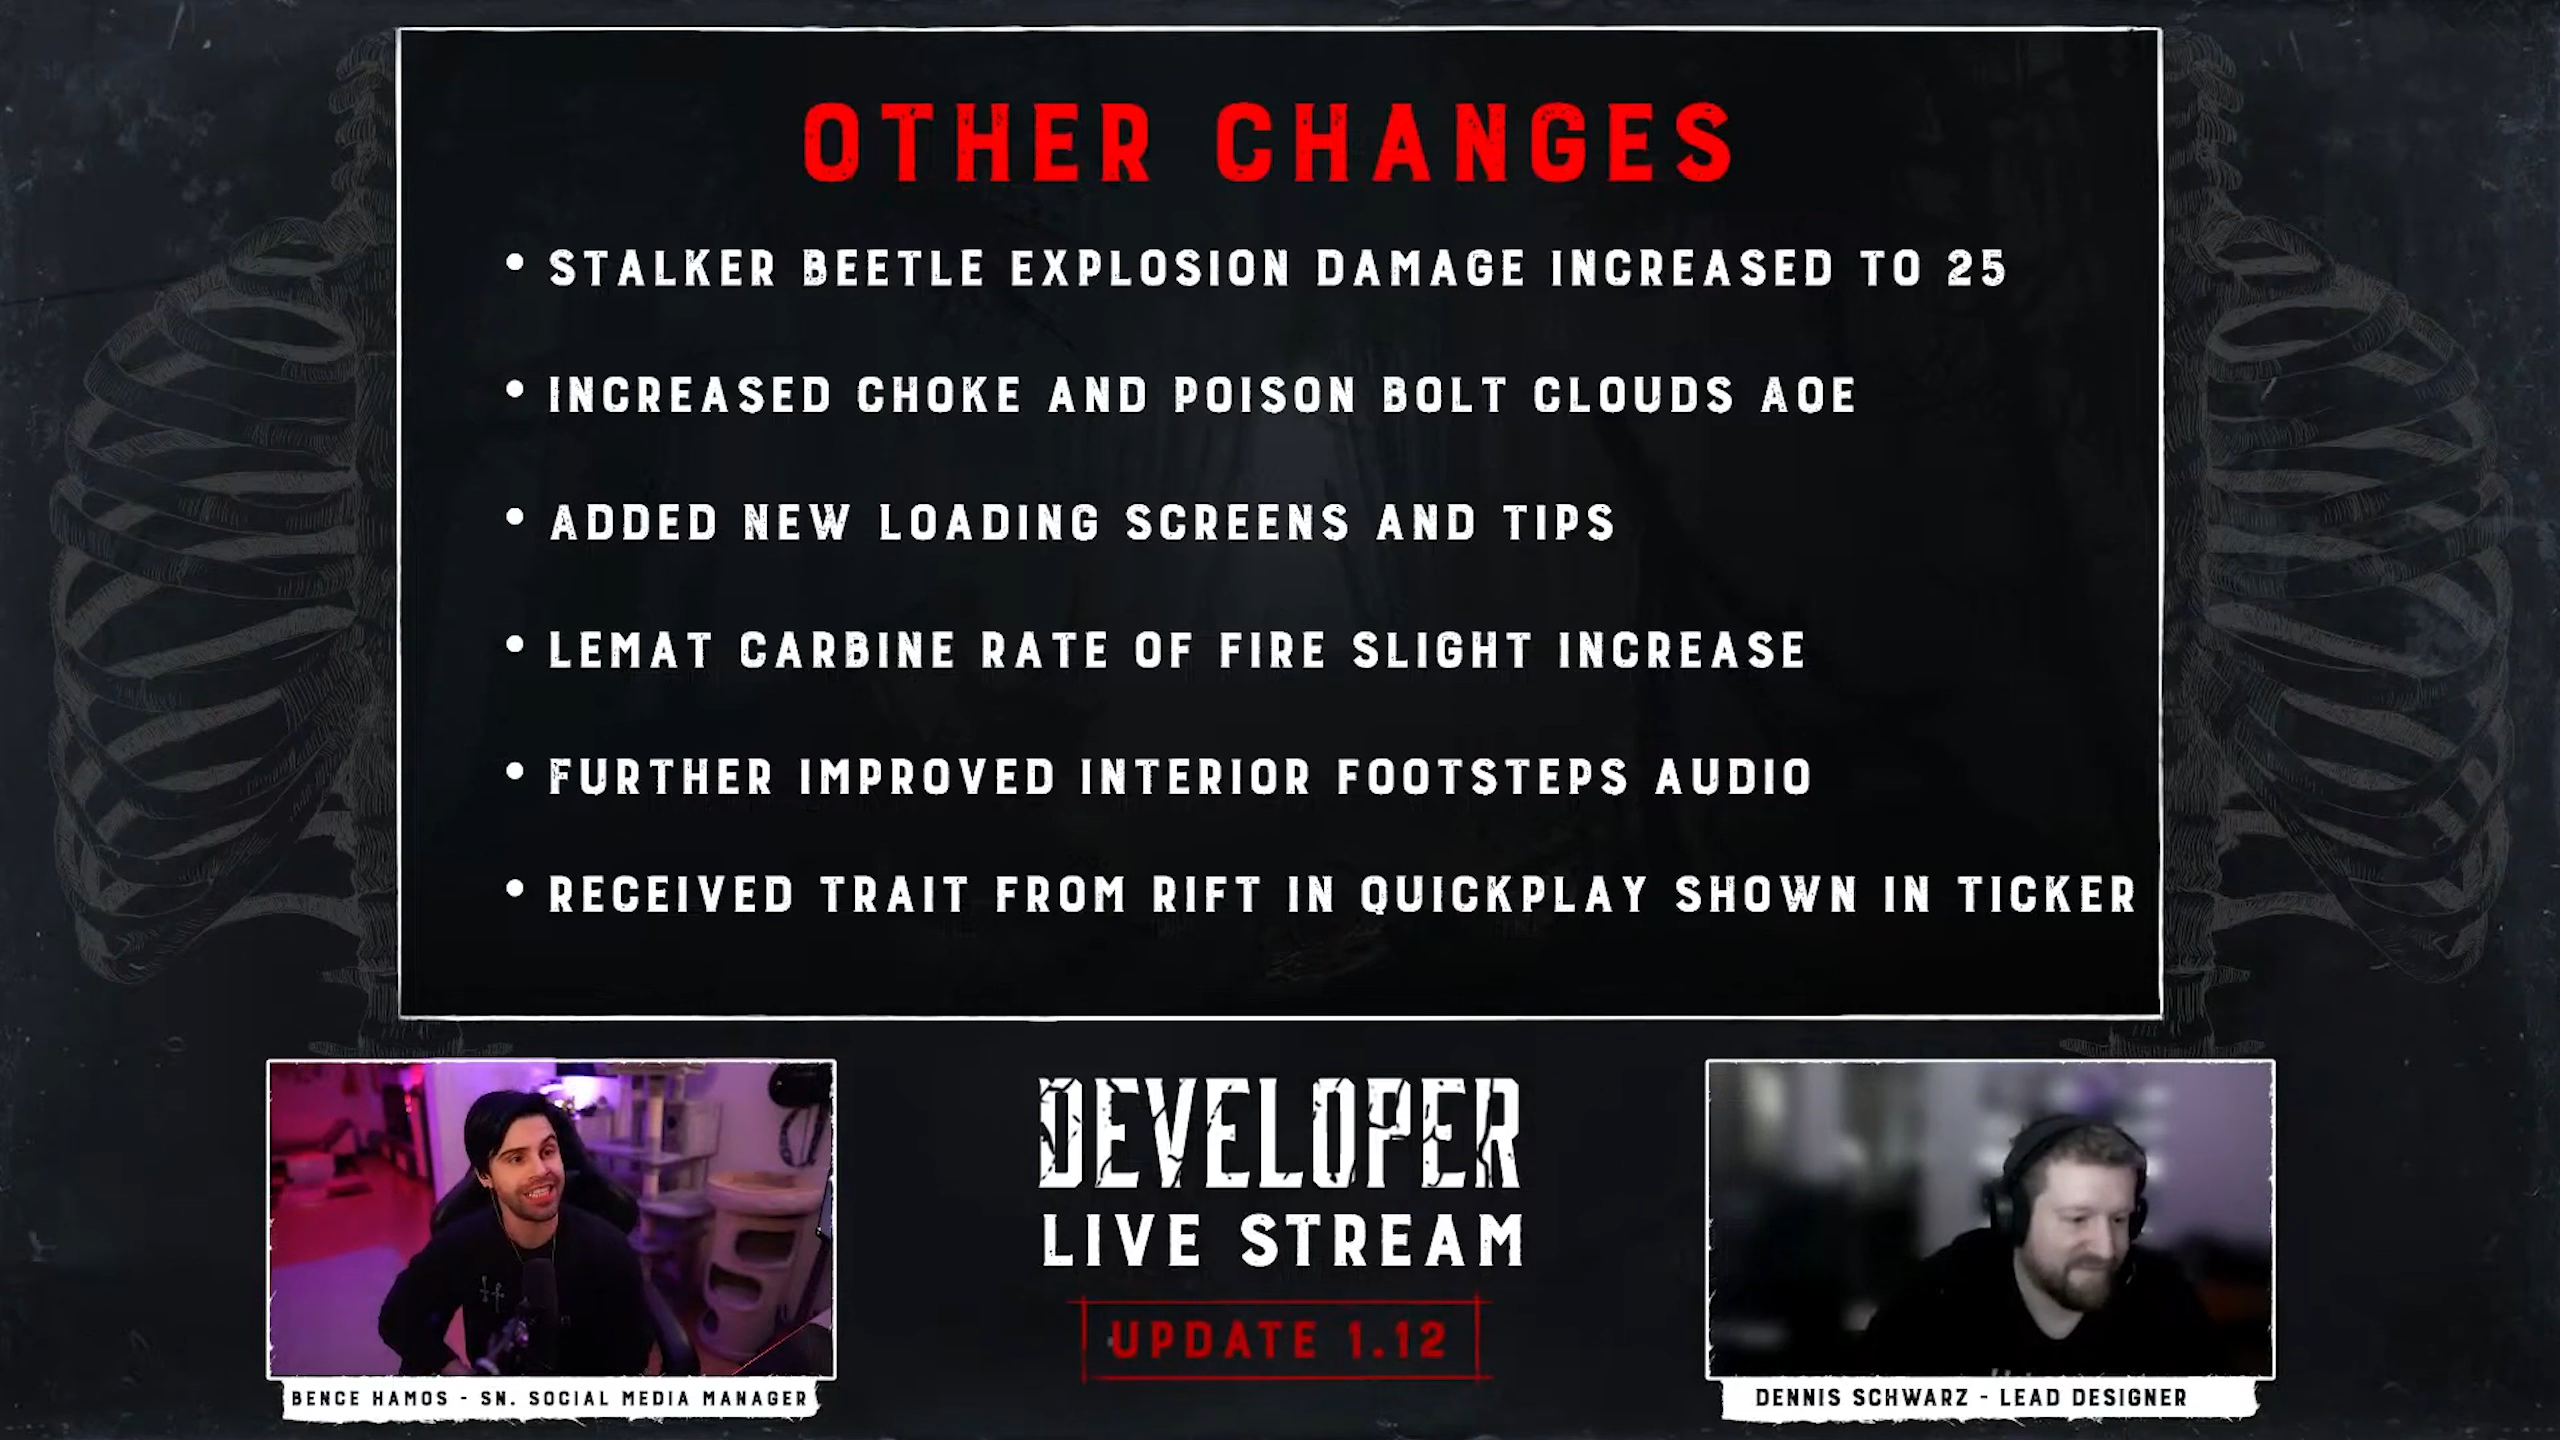 OTHER CHANGES
• STALKER BEETLE EXPLOSION DAMAGE INCREASED TO 25
• INCREASED CHOKE AND POISON BOLT CLOUDS AOE
• ADDED NEW LOADING SCREENS AND TIPS
• LEMAT CARBINE RATE OF FIRE SLIGHT INCREASE
• FURTHER IMPROVED INTERIOR FOOTSTEPS AUDIO
• RECEIVED TRAIT FROM RIFT IN QUICKPLAY SHOWN IN TICKER
DEVELOPER
LIVE STREAM
UPDATE 1.12
BENCE HAMOS - SN. SOCIAL MEDIA MANAGER
DENNIS SCHWARZ - LEAD DESIGNER